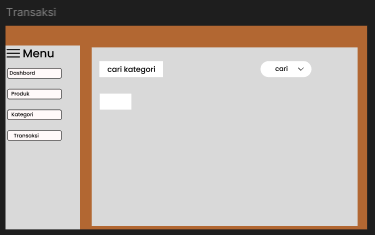 Transaksi
Menu
cari kategori
cari
Dashbord
Produk
Kategori
Transaksi